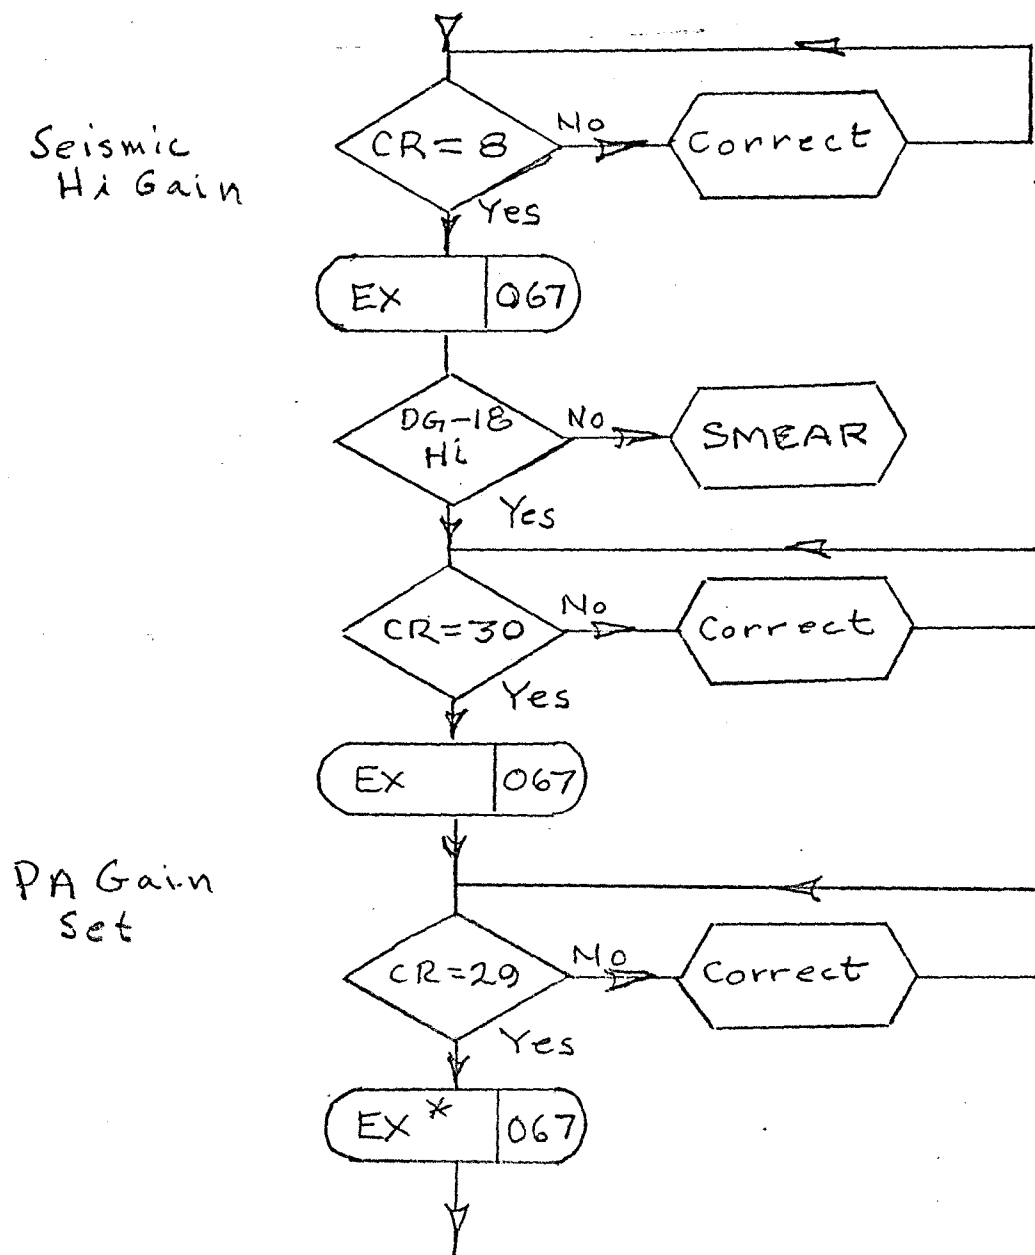 Seismic
Hi Gain
CR = 8
No
Correct
Yes
EX 067
DG-18
Hi
No
SMEAR
Yes
CR=30
No
Correct
Yes
EX 067
PA Gain
Set
CR=29
No
Correct
Yes
EX * 067